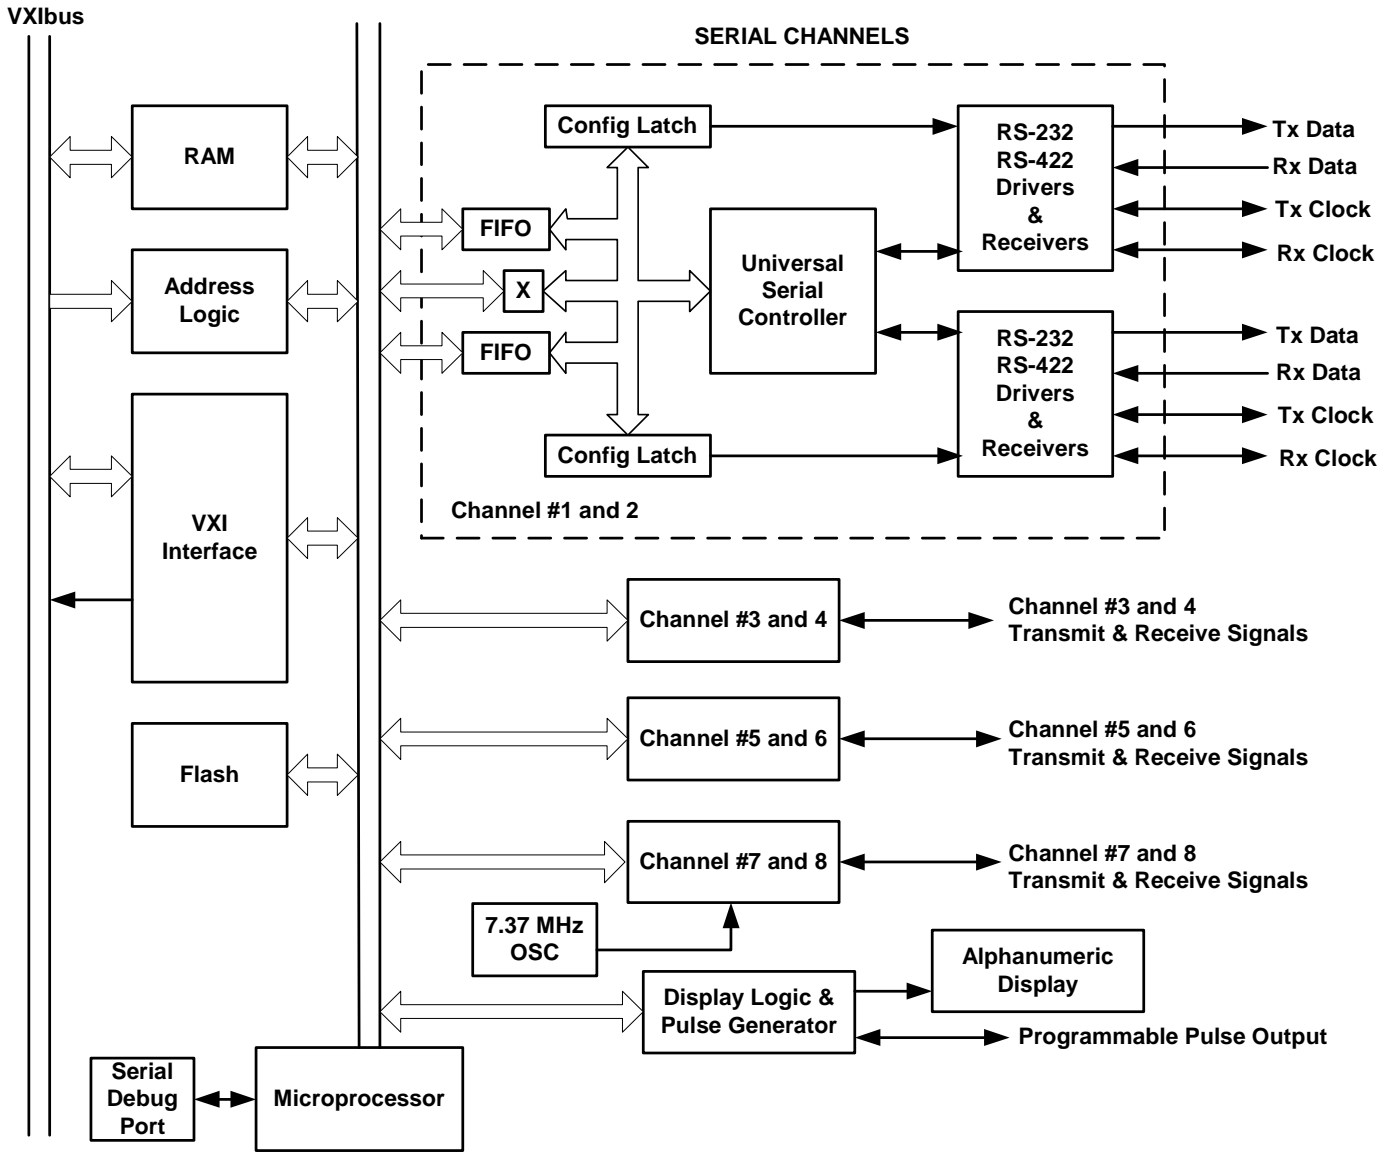 VXIbus
SERIAL CHANNELS
RAM
Address
Logic
VXI
Interface
Flash
Serial
Debug
Port
Microprocessor
Config Latch
FIFO
X
FIFO
Config Latch
Universal
Serial
Controller
RS-232
RS-422
Drivers
&
Receivers
Tx Data
Rx Data
Tx Clock
Rx Clock
RS-232
RS-422
Drivers
&
Receivers
Tx Data
Rx Data
Tx Clock
Rx Clock
Channel #1 and 2
Channel #3 and 4
Channel #3 and 4
Transmit & Receive Signals
Channel #5 and 6
Channel #5 and 6
Transmit & Receive Signals
Channel #7 and 8
Channel #7 and 8
Transmit & Receive Signals
7.37 MHz
OSC
Display Logic &
Pulse Generator
Alphanumeric
Display
Programmable Pulse Output